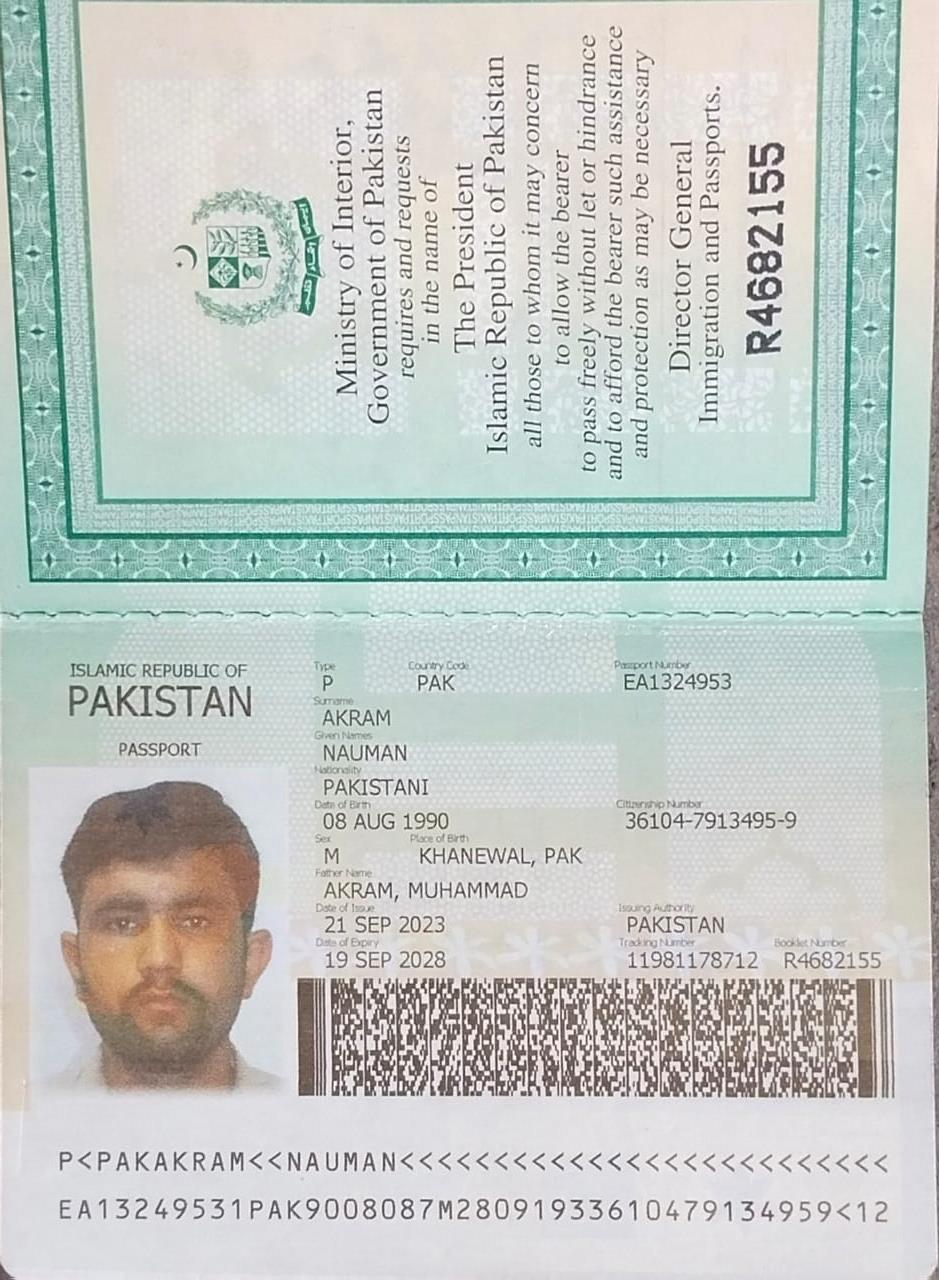 ایمان اتحاد نظم
Ministry of Interior,
Government of Pakistan
requires and requests
in the name of
The President
Islamic Republic of Pakistan
all those to whom it may concern
to allow the bearer
to pass freely without let or hindrance
and to afford the bearer such assistance
and protection as may be necessary
Director General
Immigration and Passports.
R4682155
ISLAMIC REPUBLIC OF
PAKISTAN
PASSPORT
Type Country Code Passport Number
P PAK EA1324953
Surname
AKRAM
Given Names
NAUMAN
Nationality
PAKISTANI
Date of Birth Citizenship Number
08 AUG 1990 36104-7913495-9
Sex Place of Birth
M KHANEWAL, PAK
Father Name
AKRAM, MUHAMMAD
Date of Issue Issuing Authority
21 SEP 2023 PAKISTAN
Date of Expiry Tracking Number Booklet Number
19 SEP 2028 11981178712 R4682155
P<PAKAKRAM<<NAUMAN<<<<<<<<<<<<<<<<<<<<<<<<<<
EA13249531PAK9008087M28091933610479134959<12